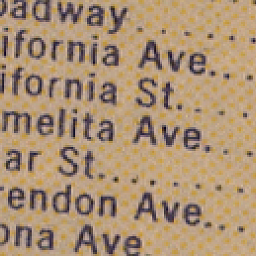 oadway......
ifornia Ave...
ifornia St....
melita Ave...
ar St........
rendon Ave...
ona Ave.